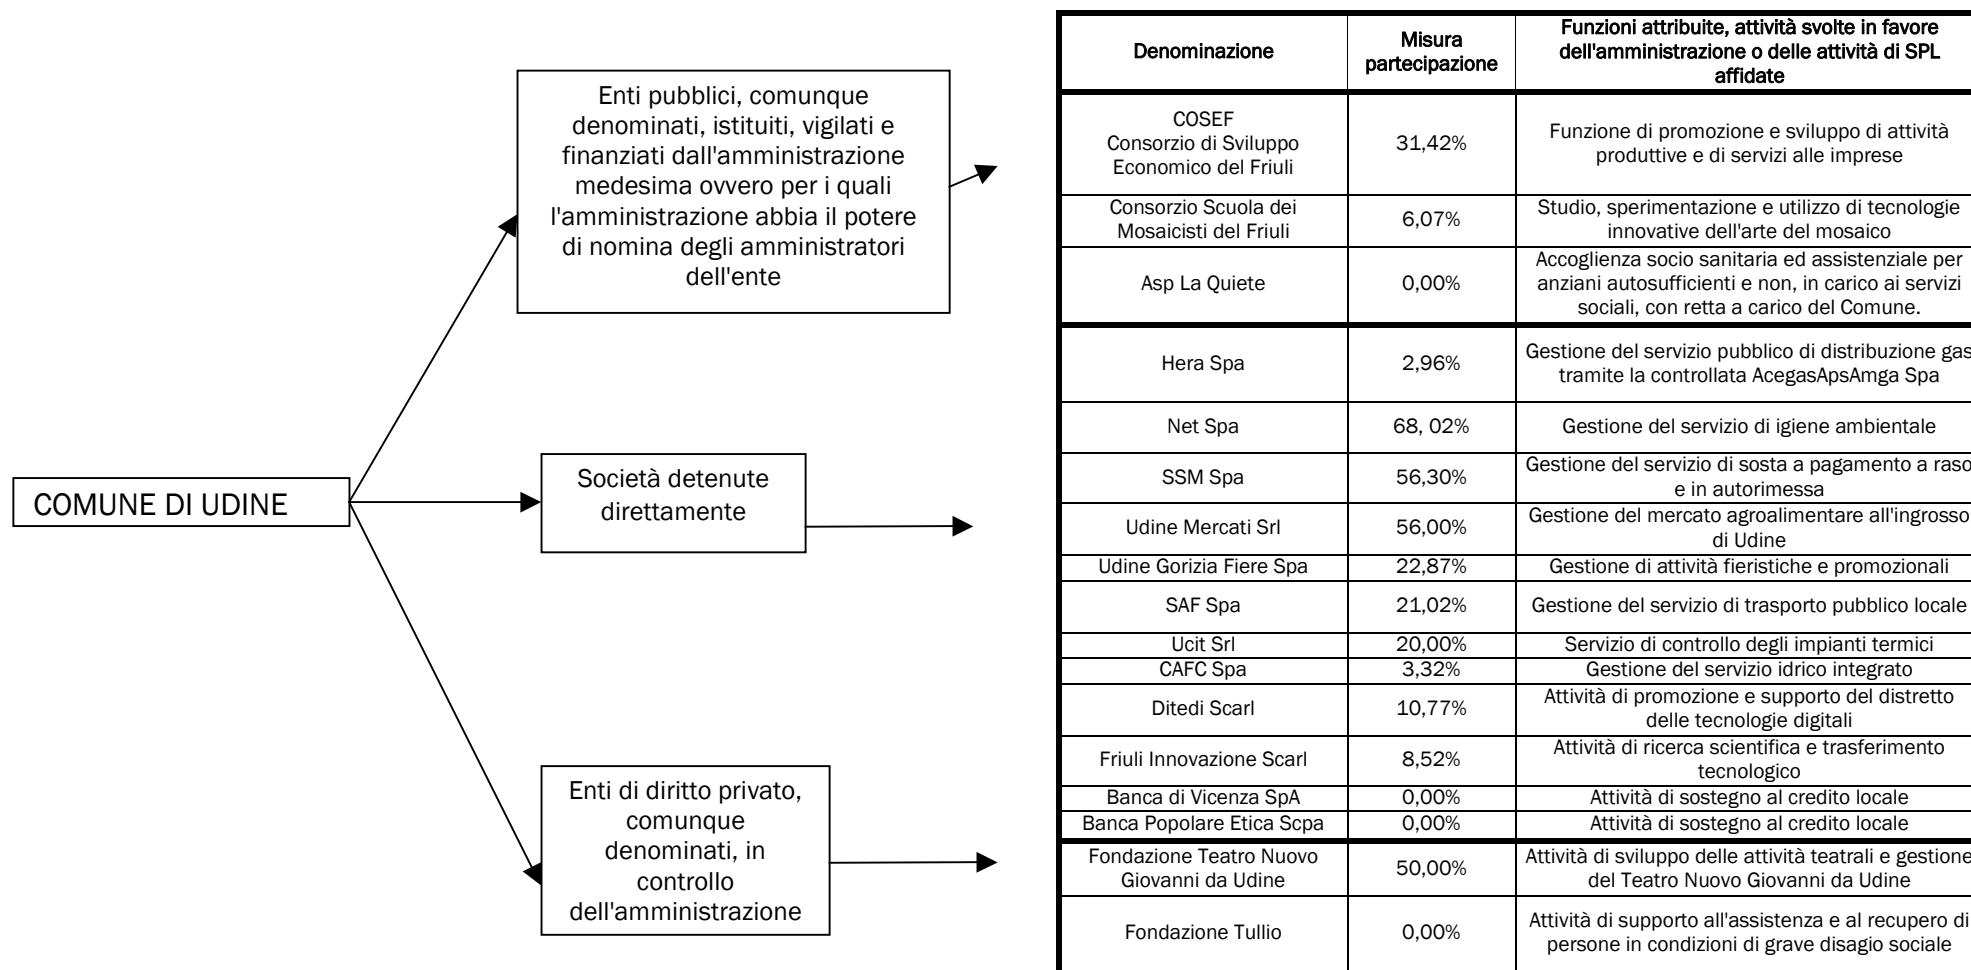 COMUNE DI UDINE
Enti pubblici, comunque
denominati, istituiti, vigilati e
finanziati dall'amministrazione
medesima ovvero per i quali
l'amministrazione abbia il potere
di nomina degli amministratori
dell'ente
Società detenute
direttamente
Enti di diritto privato,
comunque
denominati, in
controllo
dell'amministrazione
Denominazione
Misura
partecipazione
Funzioni attribuite, attività svolte in favore
dell'amministrazione o delle attività di SPL
affidate
COSEF
Consorzio di Sviluppo
Economico del Friuli
31,42%
Funzione di promozione e sviluppo di attività
produttive e di servizi alle imprese
Consorzio Scuola dei
Mosaicisti del Friuli
6,07%
Studio, sperimentazione e utilizzo di tecnologie
innovative dell'arte del mosaico
Asp La Quiete
0,00%
Accoglienza socio sanitaria ed assistenziale per
anziani autosufficienti e non, in carico ai servizi
sociali, con retta a carico del Comune.
Hera Spa
2,96%
Gestione del servizio pubblico di distribuzione gas
tramite la controllata AcegasApsAmga Spa
Net Spa
68, 02%
Gestione del servizio di igiene ambientale
SSM Spa
56,30%
Gestione del servizio di sosta a pagamento a raso
e in autorimessa
Udine Mercati Srl
56,00%
Gestione del mercato agroalimentare all'ingrosso
di Udine
Udine Gorizia Fiere Spa
22,87%
Gestione di attività fieristiche e promozionali
SAF Spa
21,02%
Gestione del servizio di trasporto pubblico locale
Ucit Srl
20,00%
Servizio di controllo degli impianti termici
CAFC Spa
3,32%
Gestione del servizio idrico integrato
Ditedi Scarl
10,77%
Attività di promozione e supporto del distretto
delle tecnologie digitali
Friuli Innovazione Scarl
8,52%
Attività di ricerca scientifica e trasferimento
tecnologico
Banca di Vicenza SpA
0,00%
Attività di sostegno al credito locale
Banca Popolare Etica Scpa
0,00%
Attività di sostegno al credito locale
Fondazione Teatro Nuovo
Giovanni da Udine
50,00%
Attività di sviluppo delle attività teatrali e gestione
del Teatro Nuovo Giovanni da Udine
Fondazione Tullio
0,00%
Attività di supporto all'assistenza e al recupero di
persone in condizioni di grave disagio sociale